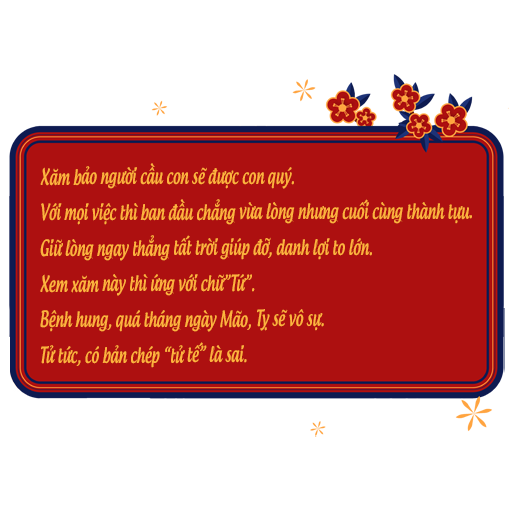 Xăm bảo người cầu con sẽ được con quý.
Với mọi việc thì ban đầu chẳng vừa lòng nhưng cuối cùng thành tựu.
Giữ lòng ngay thẳng tất trời giúp đỡ, danh lợi to lớn.
Xem xăm này thì ứng với chữ"Tứ".
Bệnh hung, quá tháng ngày Mão, Tỵ sẽ vô sự.
Tử tức, có bản chép “tử tế” là sai.